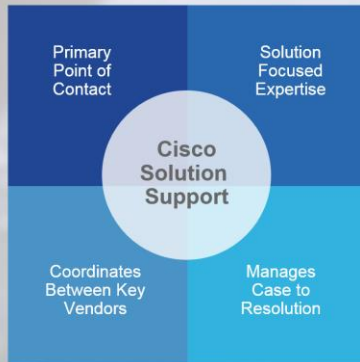 Primary
Point of
Contact
Solution
Focused
Expertise
Cisco
Solution
Support
Coordinates
Between Key
Vendors
Manages
Case to
Resolution